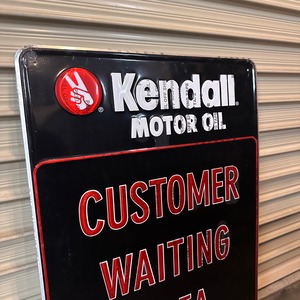 Kendall®
MOTOR OIL
CUSTOMER
WAITING